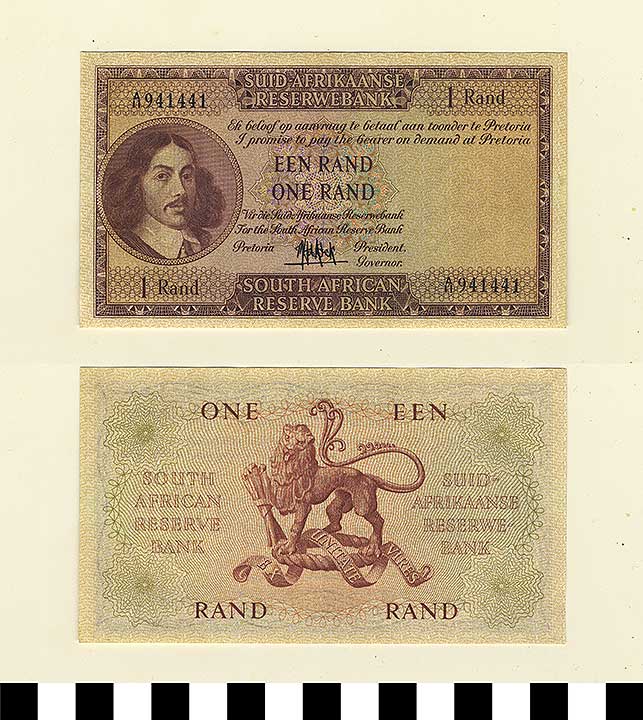 SUID-AFRIKAANSE
RESERWEBANK
A/1 941441
1 Rand
Ek beloof op aanvraag te betaal aan toonder te Pretoria
I promise to pay the bearer on demand at Pretoria
EEN RAND
ONE RAND
Vir die Suid-Afrikaanse Reserwebank
For the South African Reserve Bank
Pretoria
President.
Governor.
1 Rand
SOUTH AFRICAN
RESERVE BANK
941441
ONE EEN
SOUTH
AFRICAN
RESERVE
BANK
SUID-
AFRIKAANSE
RESERWE-
BANK
EX UNITATE VIRES
RAND RAND